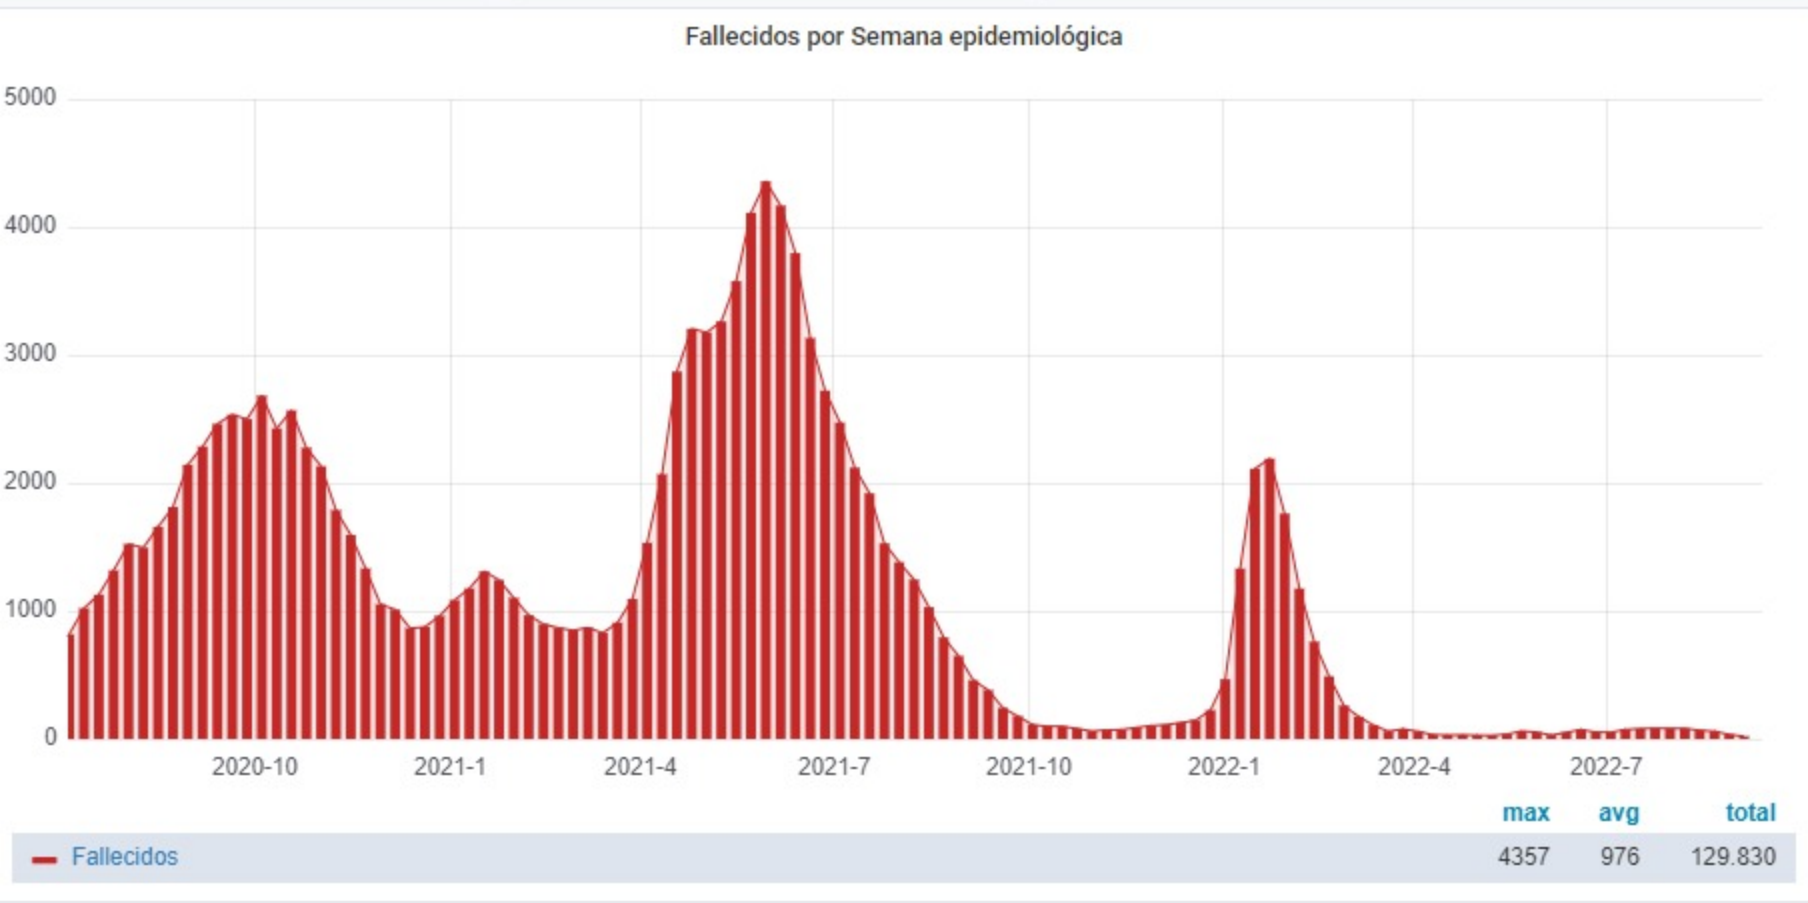 Fallecidos por Semana epidemiológica
5000
4000
3000
2000
1000
0
2020-10 2021-1 2021-4 2021-7 2021-10 2022-1 2022-4 2022-7
max avg total
Fallecidos 4357 976 129.830